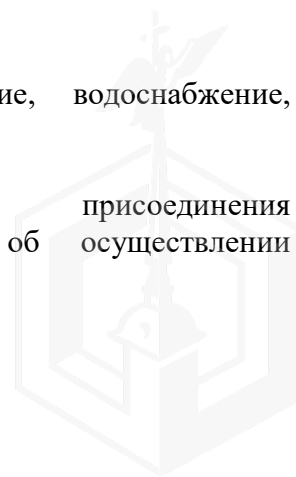 ие, водоснабжение,
присоединения
об осуществлении